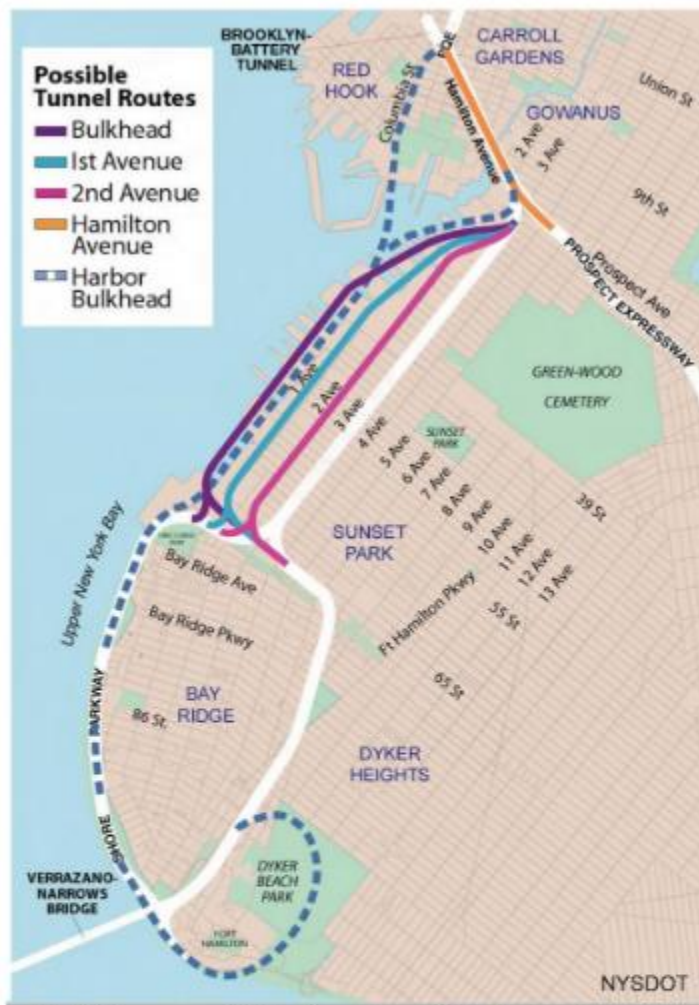 BROOKLYN-
BATTERY
TUNNEL
Possible
Tunnel Routes
Bulkhead
1st Avenue
2nd Avenue
Hamilton
Avenue
Harbor
Bulkhead
RED
HOOK
Columbia St
BQE
CARROLL
GARDENS
Hamilton Avenue
GOWANUS
Union St
2 Ave
3 Ave
9th St
Prospect Ave
PROSPECT EXPRESSWAY
GREEN-WOOD
CEMETERY
1 Ave
2 Ave
3 Ave
4 Ave
5 Ave
6 Ave
7 Ave
8 Ave
9 Ave
10 Ave
11 Ave
12 Ave
13 Ave
SUNSET
PARK
39 St
SUNSET
PARK
Upper New York Bay
Bay Ridge Ave
Bay Ridge Pkwy
Ft Hamilton Pkwy
55 St
65 St
BAY
RIDGE
86 St.
SHORE PARKWAY
DYKER
HEIGHTS
VERRAZANO-
NARROWS
BRIDGE
DYKER
BEACH
PARK
FORT
HAMILTON
NYSDOT